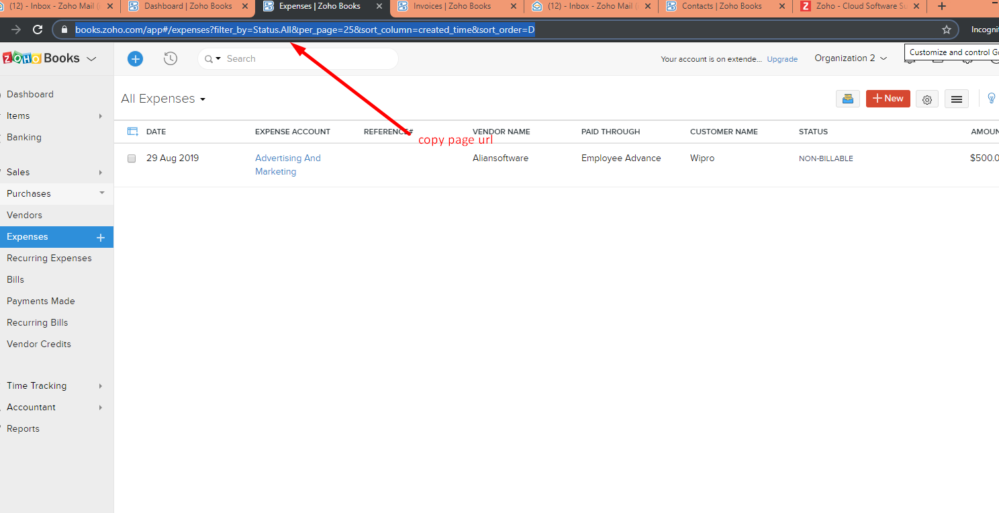 (12) - Inbox - Zoho Mail
Dashboard | Zoho Books
Expenses | Zoho Books
Invoices | Zoho Books
(12) - Inbox - Zoho Mail
Contacts | Zoho Books
Zoho - Cloud Software Su
books.zoho.com/app#/expenses?filter_by=Status.All&per_page=25&sort_column=created_time&sort_order=D
Incognit
ZOHO Books
Search
Your account is on extende... Upgrade
Organization 2
Customize and control G
Dashboard
Items
Banking
Sales
Purchases
Vendors
Expenses
Recurring Expenses
Bills
Payments Made
Recurring Bills
Vendor Credits
Time Tracking
Accountant
Reports
All Expenses
New
DATE EXPENSE ACCOUNT REFERENCE# VENDOR NAME PAID THROUGH CUSTOMER NAME STATUS AMOUN
copy page url
29 Aug 2019 Advertising And Aliansoftware Employee Advance Wipro NON-BILLABLE $500.0
Marketing